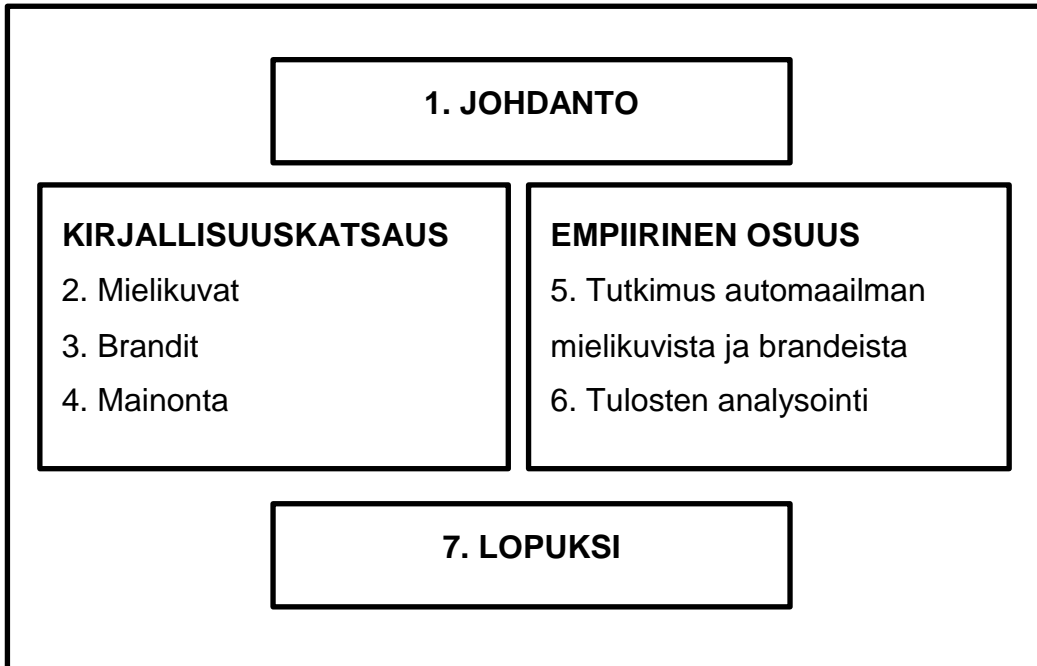 1. JOHDANTO
KIRJALLISUUSKATSAUS
2. Mielikuvat
3. Brandit
4. Mainonta
EMPIIRINEN OSUUS
5. Tutkimus automaailman
mielikuvista ja brandeista
6. Tulosten analysointi
7. LOPUKSI